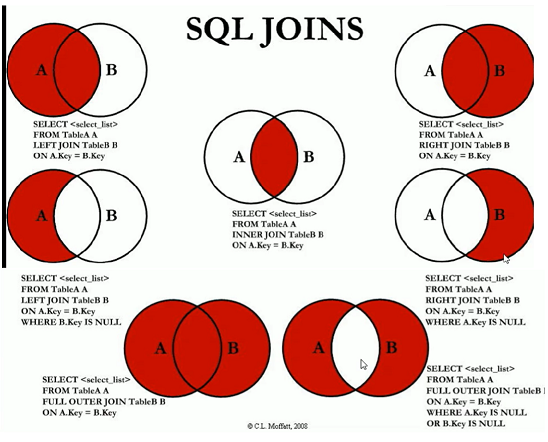 SQL JOINS
A B
SELECT <select_list>
FROM TableA A
LEFT JOIN TableB B
ON A.Key = B.Key
A B
SELECT <select_list>
FROM TableA A
RIGHT JOIN TableB B
ON A.Key = B.Key
A B
SELECT <select_list>
FROM TableA A
INNER JOIN TableB B
ON A.Key = B.Key
A B
SELECT <select_list>
FROM TableA A
LEFT JOIN TableB B
ON A.Key = B.Key
WHERE B.Key IS NULL
A B
SELECT <select_list>
FROM TableA A
RIGHT JOIN TableB B
ON A.Key = B.Key
WHERE A.Key IS NULL
A B
SELECT <select_list>
FROM TableA A
FULL OUTER JOIN TableB B
ON A.Key = B.Key
A B
SELECT <select_list>
FROM TableA A
FULL OUTER JOIN TableB B
ON A.Key = B.Key
WHERE A.Key IS NULL
OR B.Key IS NULL
© C.L. Moffatt, 2008